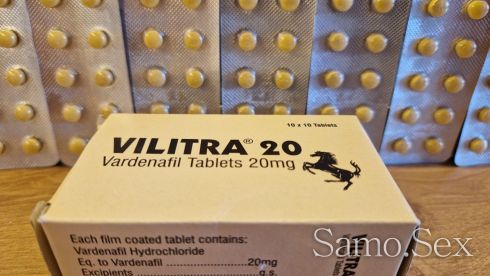 10 x 10 Tablets
VILITRA® 20
Vardenafil Tablets 20mg
Each film coated tablet contains:
Vardenafil Hydrochloride
Eq. to Vardenafil ........................20mg
Excipients ........................q.s.
VILITRA
Samo.Sex